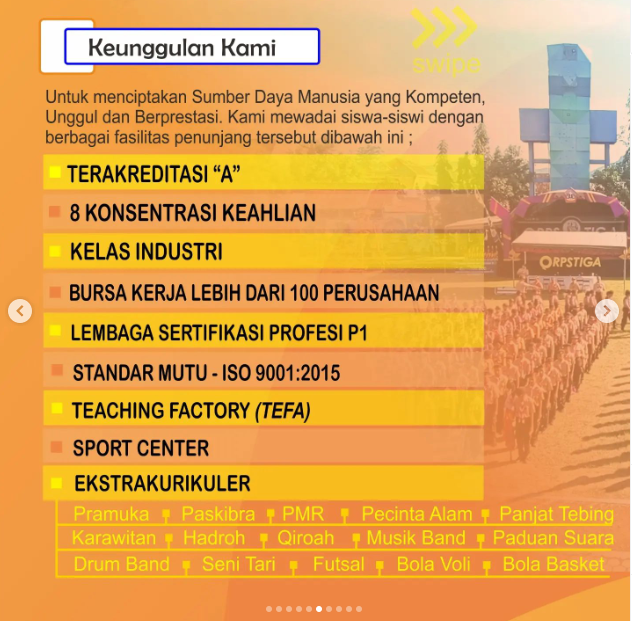 Keunggulan Kami
swipe
Untuk menciptakan Sumber Daya Manusia yang Kompeten,
Unggul dan Berprestasi. Kami mewadai siswa-siswi dengan
berbagai fasilitas penunjang tersebut dibawah ini ;
TERAKREDITASI “A”
8 KONSENTRASI KEAHLIAN
KELAS INDUSTRI
BURSA KERJA LEBIH DARI 100 PERUSAHAAN
LEMBAGA SERTIFIKASI PROFESI P1
STANDAR MUTU - ISO 9001:2015
TEACHING FACTORY (TEFA)
SPORT CENTER
EKSTRAKURIKULER
Pramuka Paskibra PMR Pecinta Alam Panjat Tebing
Karawitan Hadroh Qiroah Musik Band Paduan Suara
Drum Band Seni Tari Futsal Bola Voli Bola Basket
ORPSTIGA